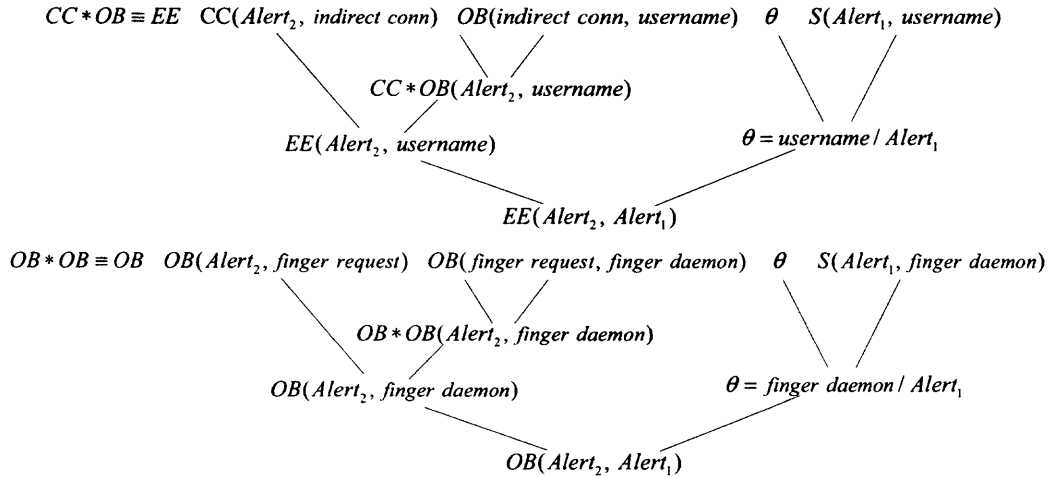 CC * OB ≡ EE CC(Alert₂, indirect conn) OB(indirect conn, username) θ S(Alert₁, username)
CC * OB(Alert₂, username)
EE(Alert₂, username) θ = username / Alert₁
EE(Alert₂, Alert₁)
OB * OB ≡ OB OB(Alert₂, finger request) OB(finger request, finger daemon) θ S(Alert₁, finger daemon)
OB * OB(Alert₂, finger daemon)
OB(Alert₂, finger daemon) θ = finger daemon / Alert₁
OB(Alert₂, Alert₁)